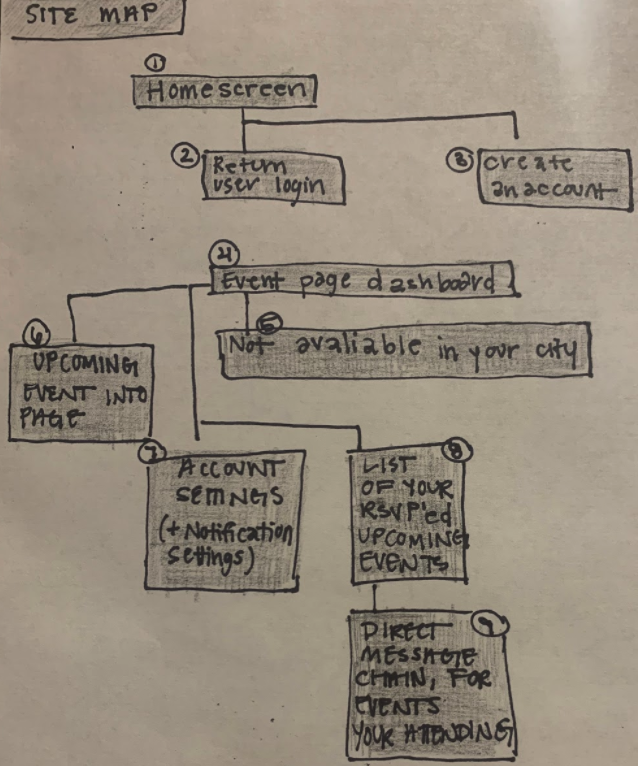 SITE MAP
1
Homescreen
2
Return
user login
3
create
an account
4
Event page dashboard
5
Not avaliable in your city
6
UPCOMING
EVENT INTO
PAGE
7
ACCOUNT
SETTINGS
(+ Notification
Settings)
8
LIST
OF YOUR
RSVP'ed
UPCOMING
EVENTS
9
DIRECT
MESSAGE
CHAIN, FOR
EVENTS
YOUR ATTENDING